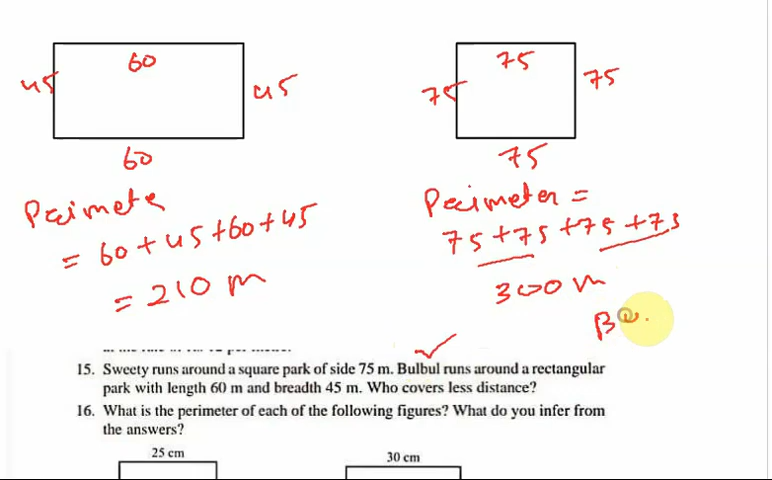 60
45
45
60
Perimeter
= 60 + 45 + 60 + 45
= 210 m
75
75
75
75
Perimeter =
75 + 75 + 75 + 75
300 m
15. Sweety runs around a square park of side 75 m. Bulbul runs around a rectangular
park with length 60 m and breadth 45 m. Who covers less distance?
16. What is the perimeter of each of the following figures? What do you infer from
the answers?
25 cm
30 cm